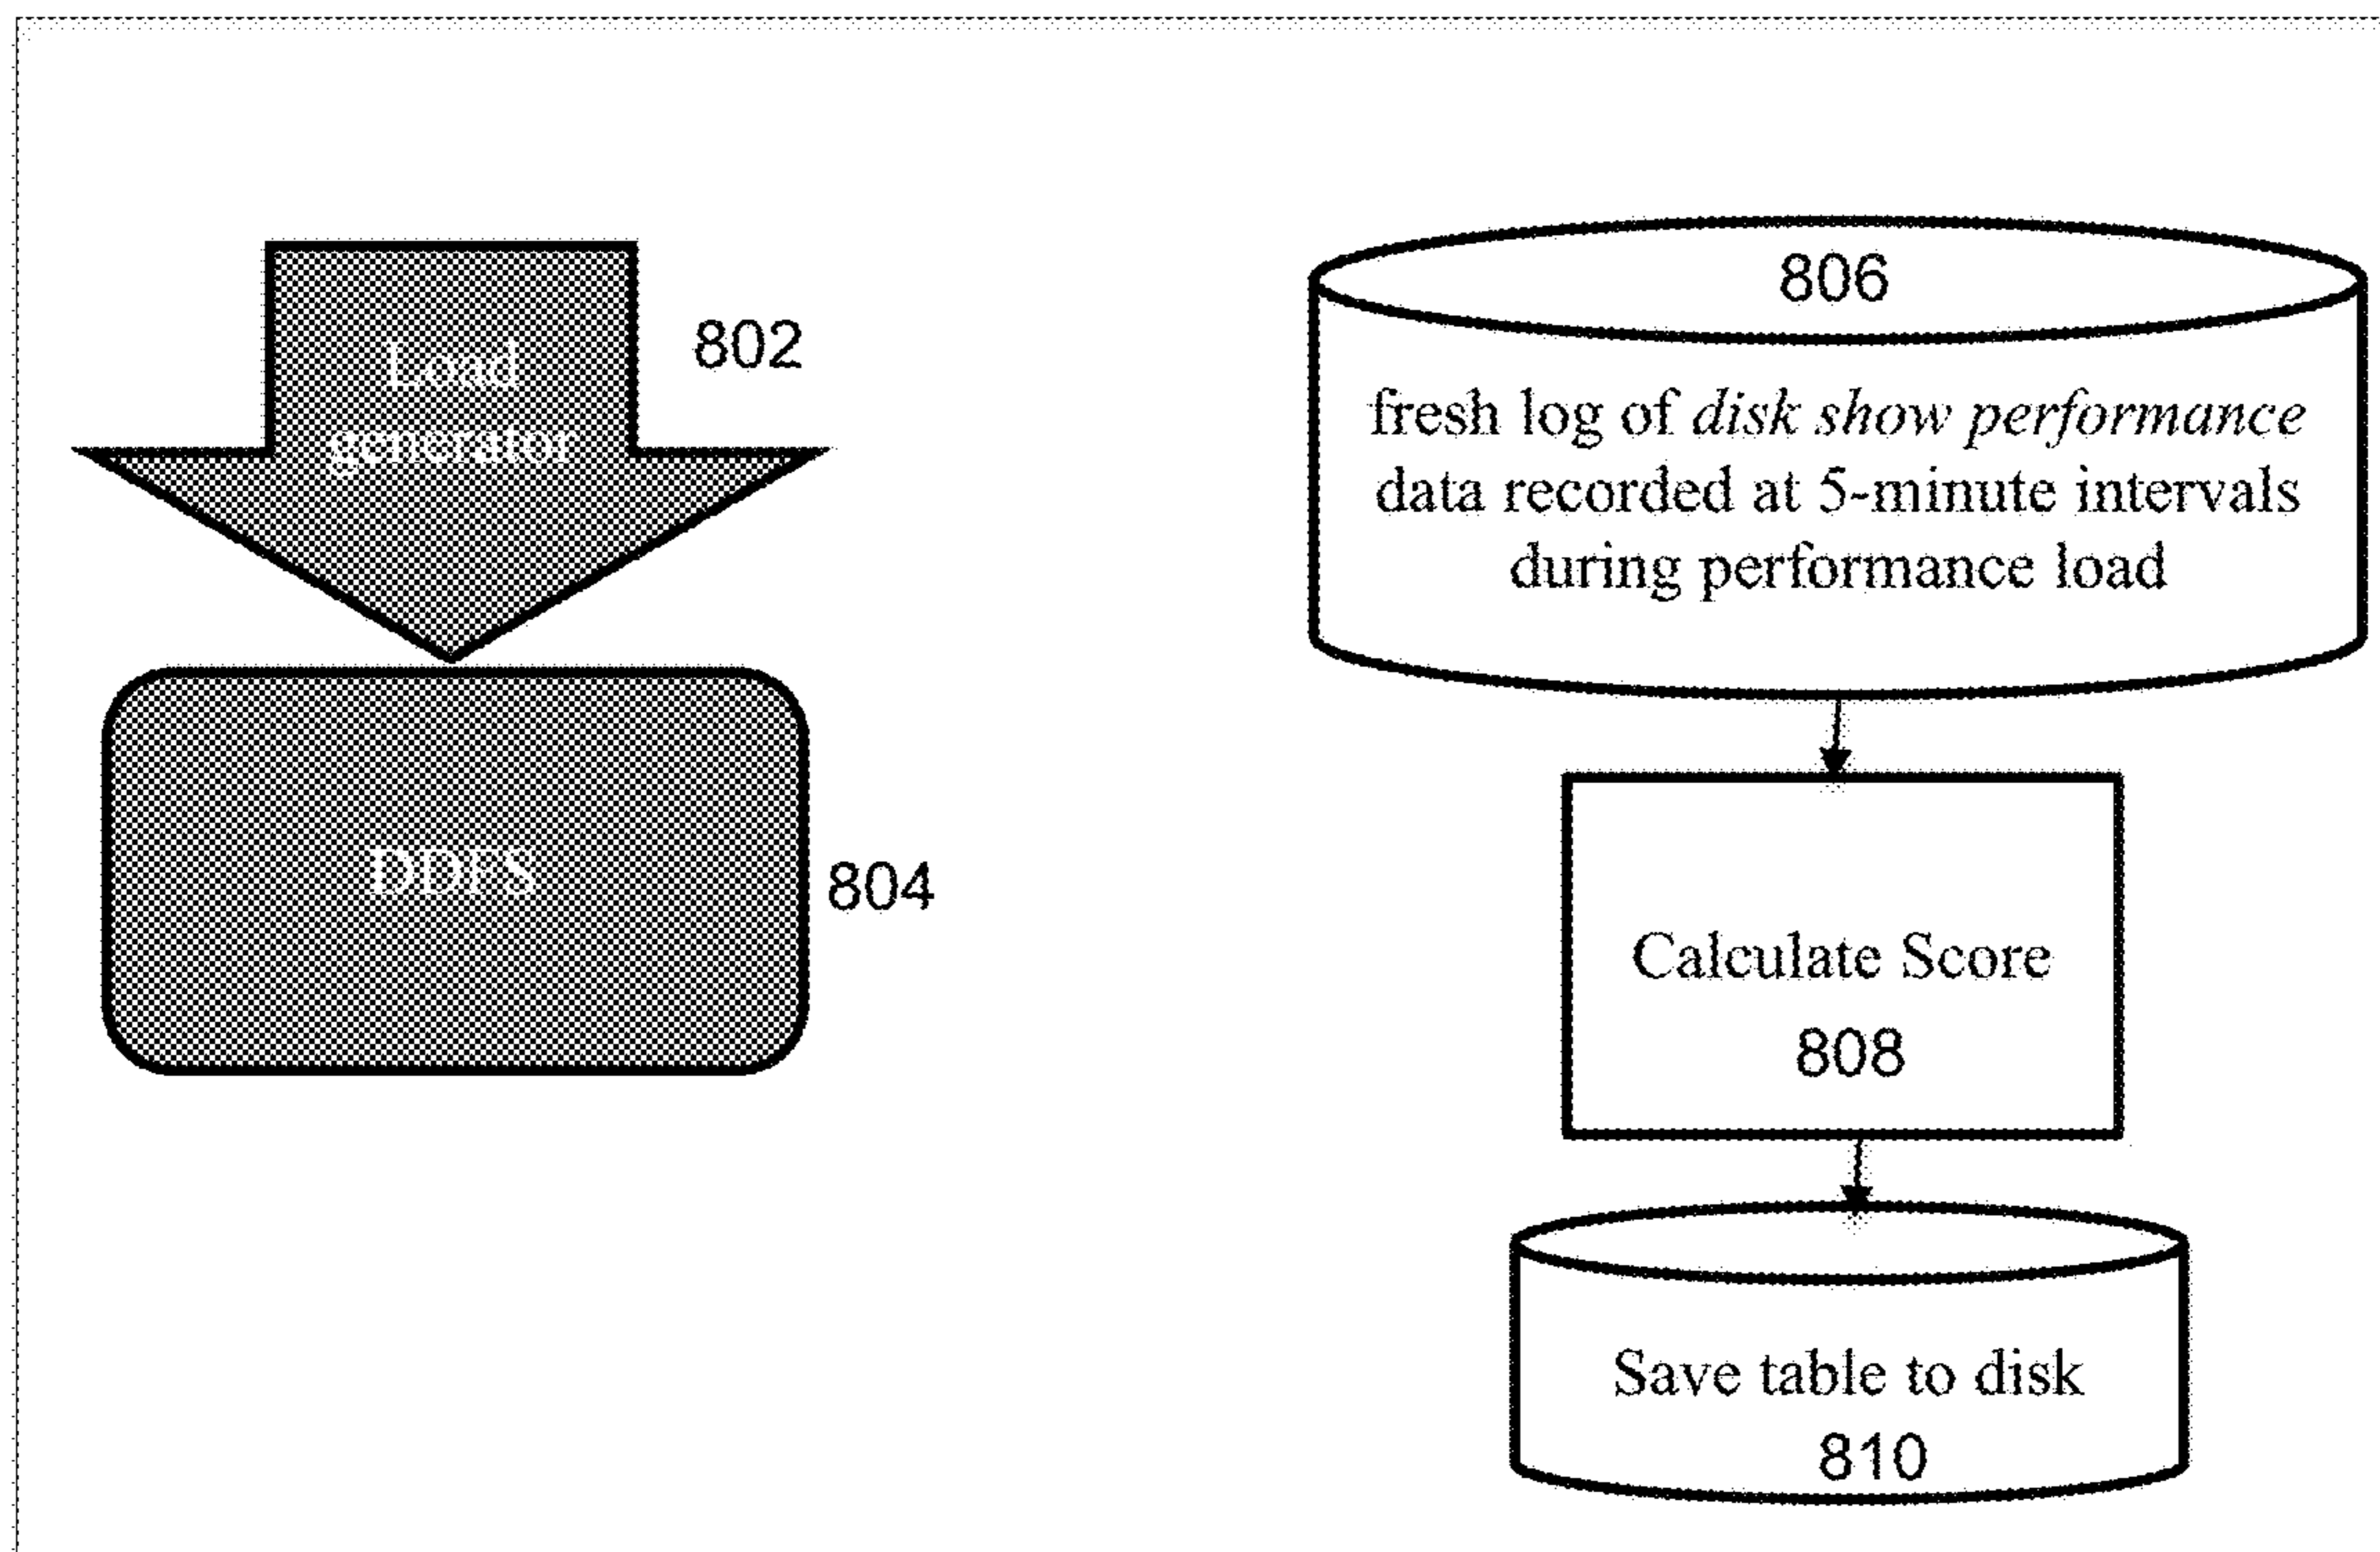 Load
generator
802
DDFS
804
806
fresh log of disk show performance
data recorded at 5-minute intervals
during performance load
Calculate Score
808
Save table to disk
810